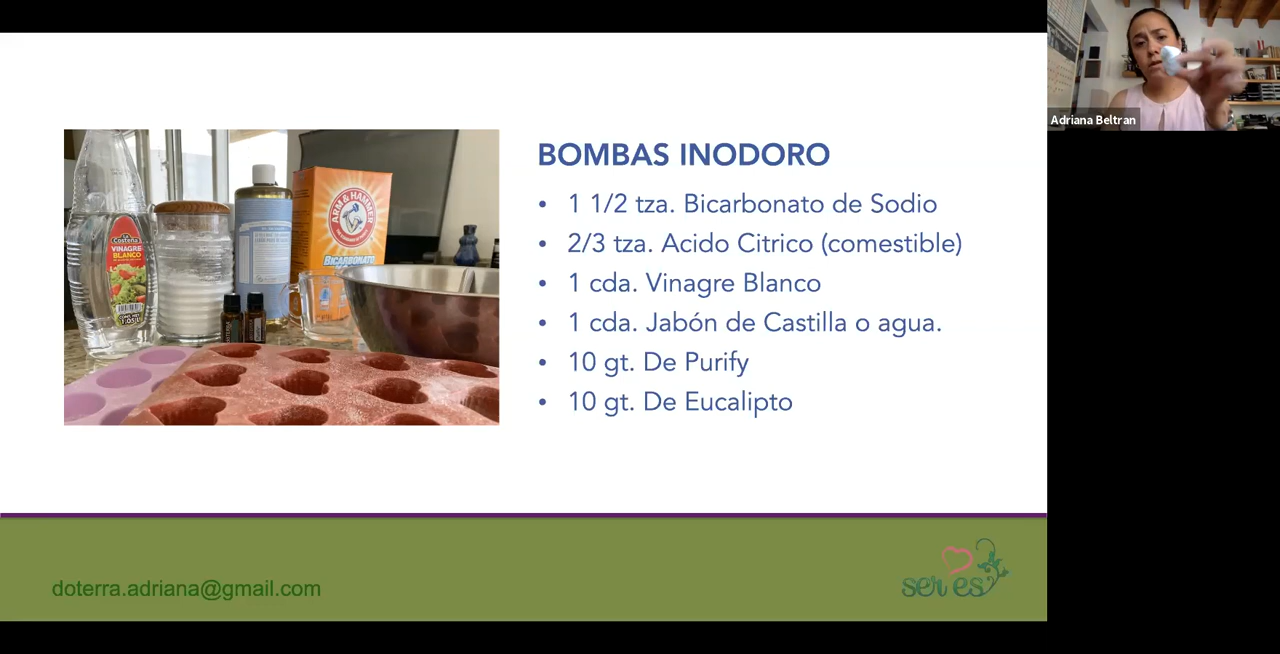 BOMBAS INODORO
• 1 1/2 tza. Bicarbonato de Sodio
• 2/3 tza. Acido Citrico (comestible)
• 1 cda. Vinagre Blanco
• 1 cda. Jabón de Castilla o agua.
• 10 gt. De Purify
• 10 gt. De Eucalipto
La Costeña
VINAGRE
BLANCO
ARM & HAMMER
BICARBONATO
doterra.adriana@gmail.com
ser es
Adriana Beltran